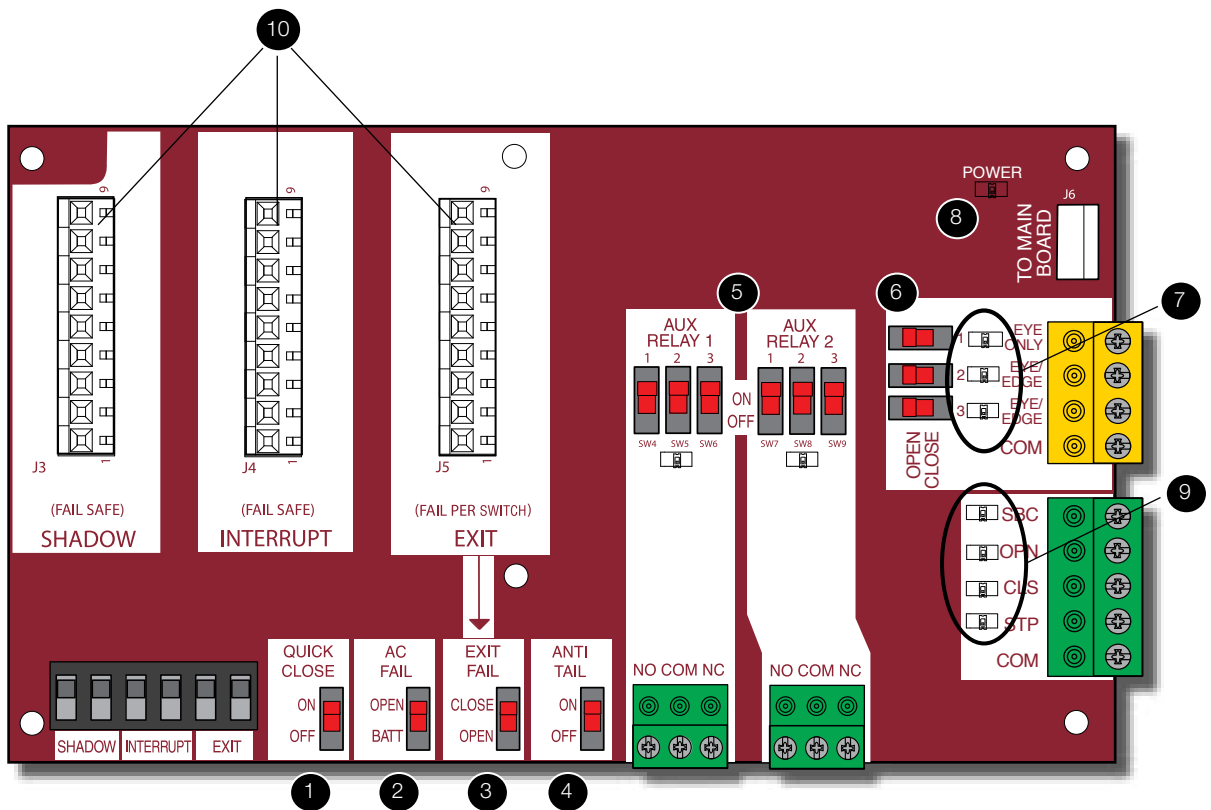 10
POWER
8
J6
TO MAIN
BOARD
9
9
9
1
1
1
J3
J4
J5
(FAIL SAFE)
SHADOW
(FAIL SAFE)
INTERRUPT
(FAIL PER SWITCH)
EXIT
5
AUX
RELAY 1
1 2 3
SW4 SW5 SW6
ON
OFF
AUX
RELAY 2
1 2 3
SW7 SW8 SW9
6
7
1 EYE
ONLY
2 EYE/
EDGE
3 EYE/
EDGE
COM
OPEN
CLOSE
9
SBC
OPN
CLS
STP
COM
SHADOW INTERRUPT EXIT
QUICK
CLOSE
ON
OFF
1
AC
FAIL
OPEN
BATT
2
EXIT
FAIL
CLOSE
OPEN
3
ANTI
TAIL
ON
OFF
4
NO COM NC
NO COM NC